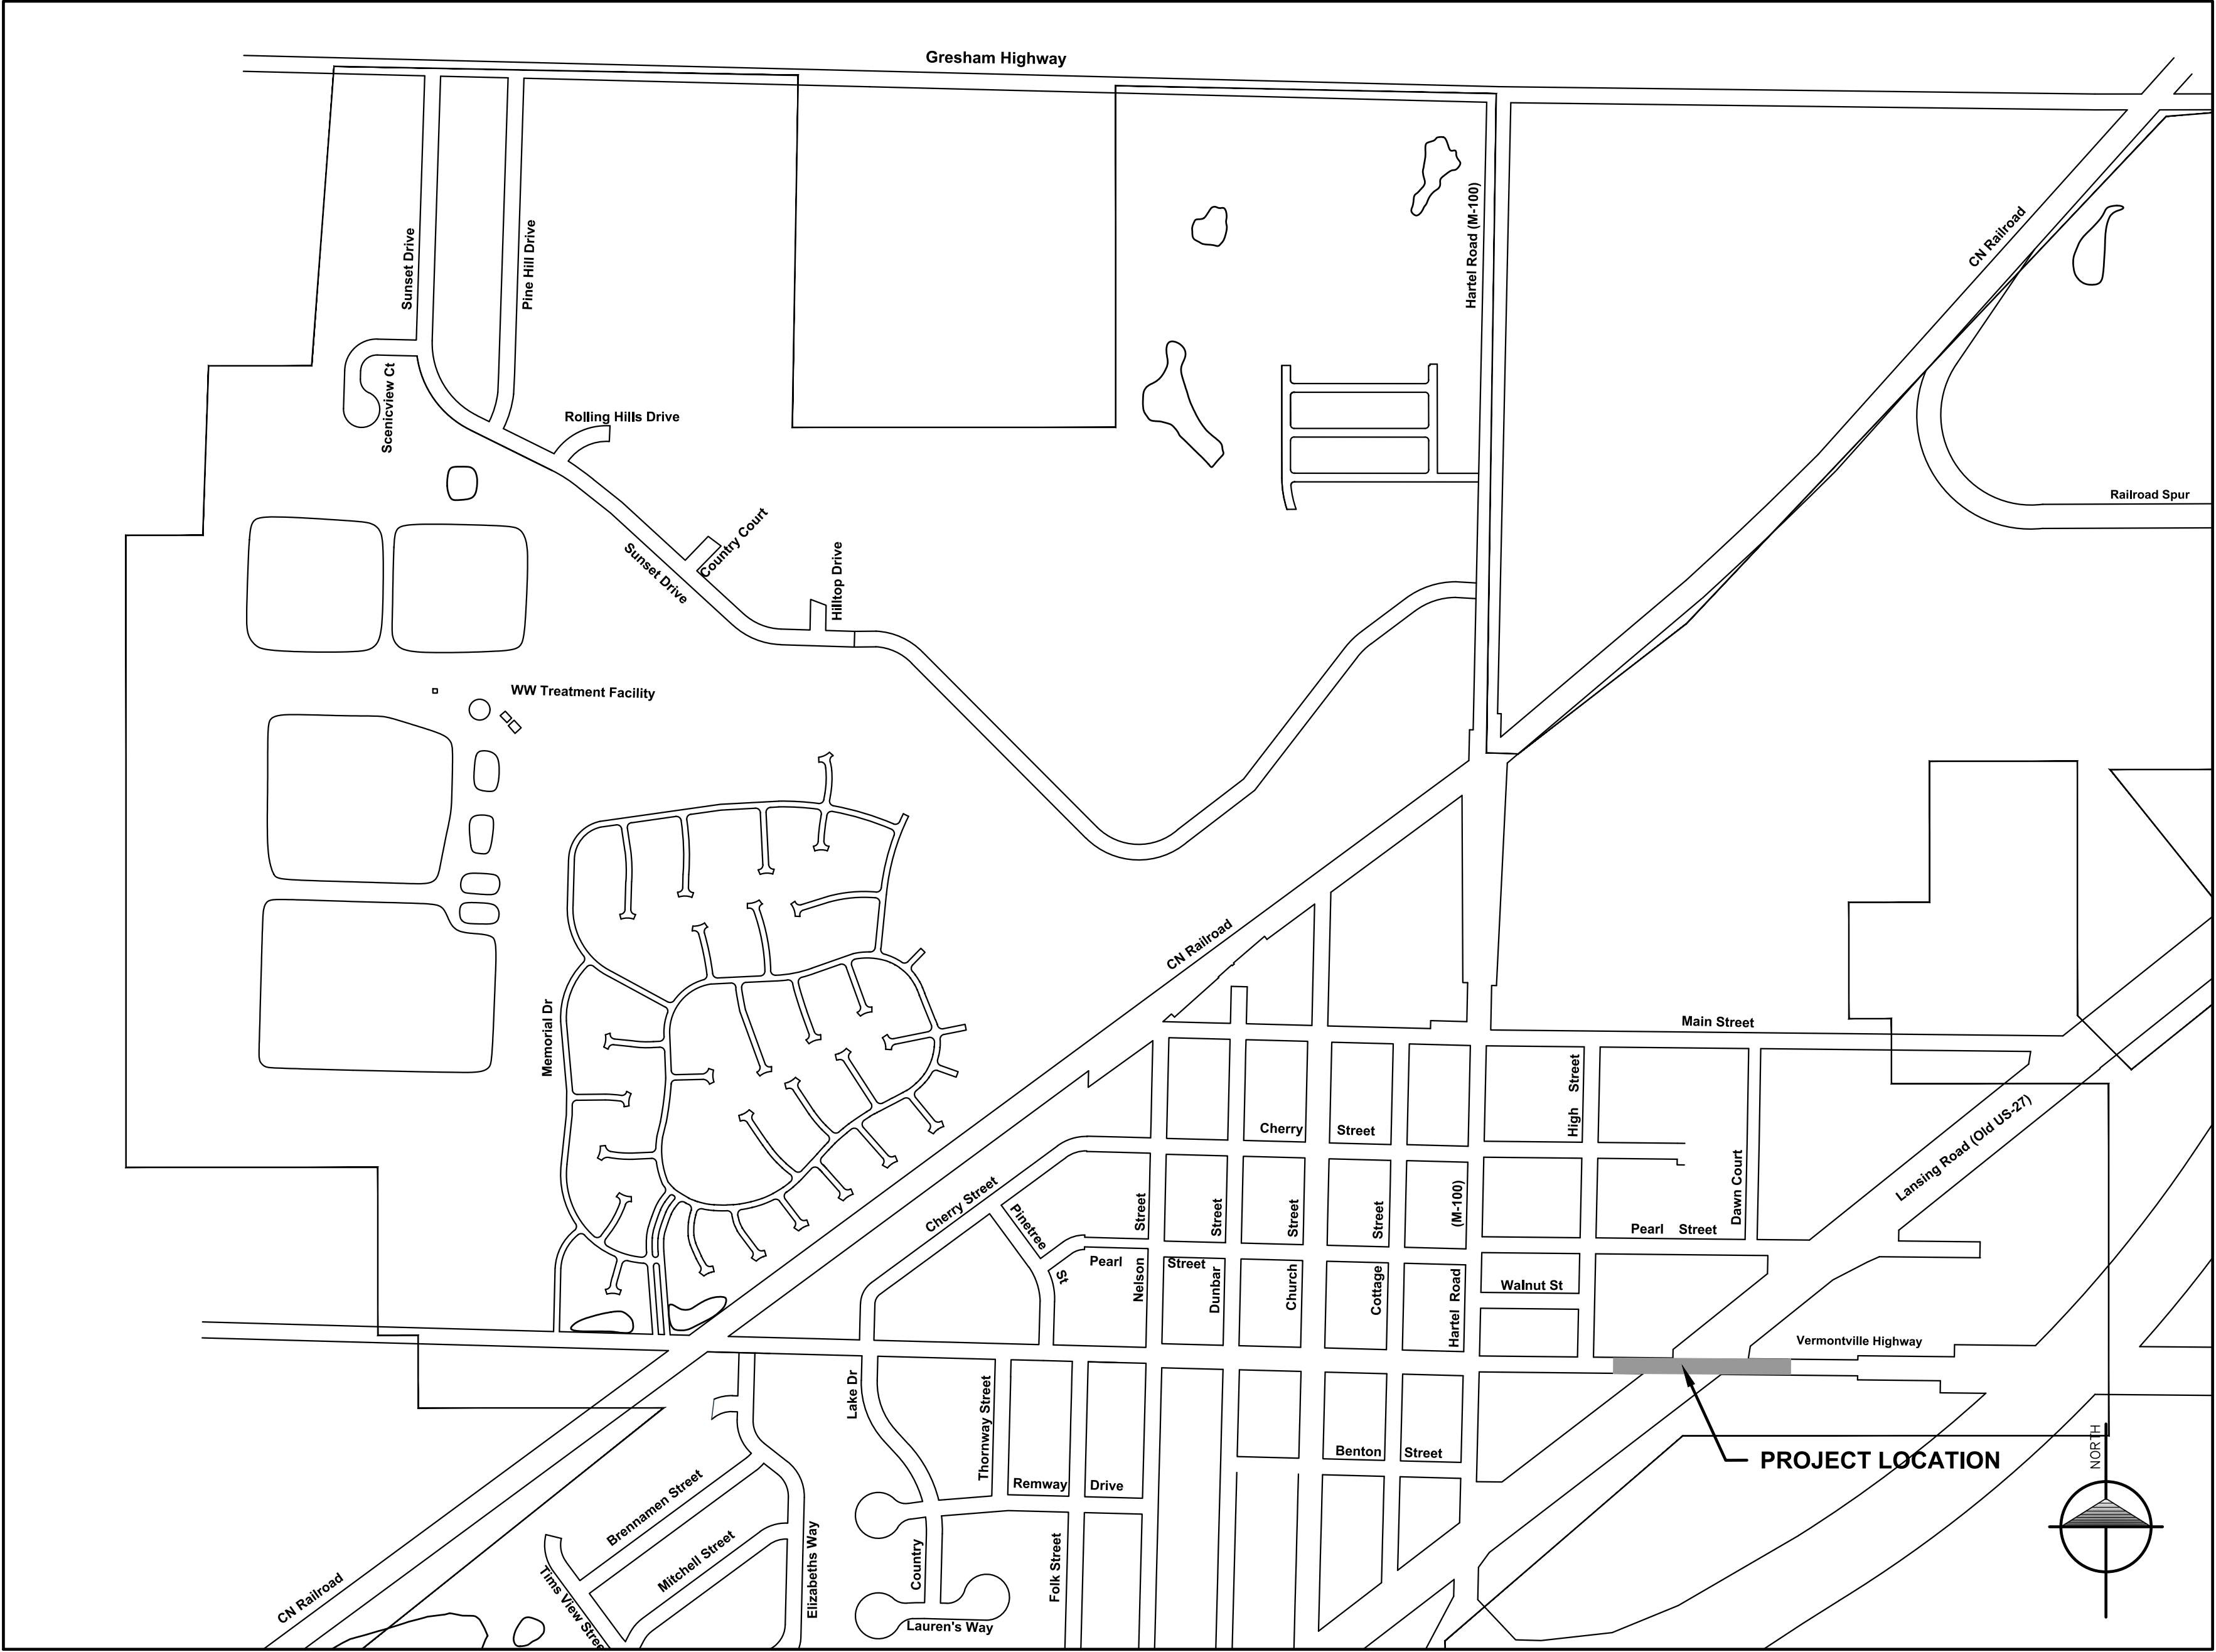 Gresham Highway
Sunset Drive
Pine Hill Drive
Hartel Road (M-100)
CN Railroad
Scenicview Ct
Rolling Hills Drive
Railroad Spur
Country Court
Sunset Drive
Hilltop Drive
WW Treatment Facility
CN Railroad
Memorial Dr
Main Street
High Street
Cherry Street
Lansing Road (Old US-27)
Dawn Court
Cherry Street
Pinetree St
Pearl Street
Pearl Street
Nelson Street
Dunbar Street
Church Street
Cottage Street
Hartel Road (M-100)
Walnut St
Vermontville Highway
Lake Dr
Thornway Street
Benton Street
Remway Drive
PROJECT LOCATION
NORTH
Brennamen Street
Mitchell Street
Elizabeths Way
Country
Folk Street
Tims View Stree
CN Railroad
Lauren's Way